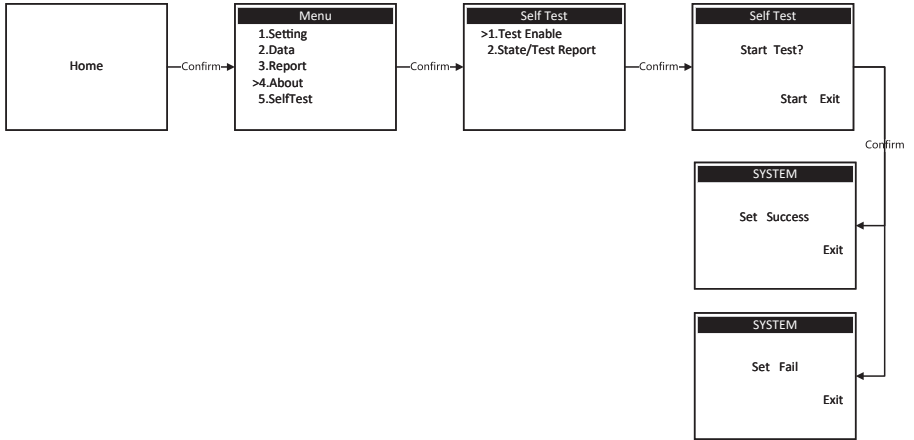 Home
Confirm
Menu
1.Setting
2.Data
3.Report
>4.About
5.SelfTest
Confirm
Self Test
>1.Test Enable
2.State/Test Report
Confirm
Self Test
Start Test?
Start Exit
Confirm
SYSTEM
Set Success
Exit
SYSTEM
Set Fail
Exit